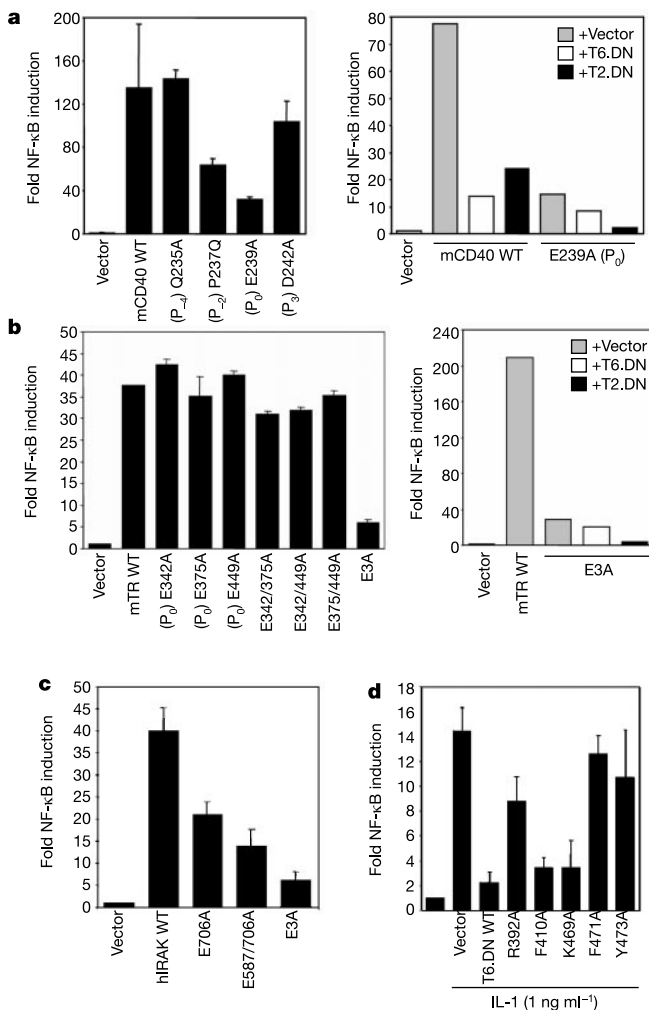 a
Fold NF-κB induction
200
160
120
80
40
0
Vector
mCD40 WT
(P₋₄) Q235A
(P₋₂) P237Q
(P₀) E239A
(P₃) D242A
Fold NF-κB induction
80
70
60
50
40
30
20
10
0
+Vector
+T6.DN
+T2.DN
Vector
mCD40 WT
E239A (P₀)
b
Fold NF-κB induction
50
45
40
35
30
25
20
15
10
5
0
Vector
mTR WT
(P₀) E342A
(P₀) E375A
(P₀) E449A
E342/375A
E342/449A
E375/449A
E3A
Fold NF-κB induction
240
200
160
120
80
40
0
+Vector
+T6.DN
+T2.DN
Vector
mTR WT
E3A
c
Fold NF-κB induction
50
45
40
35
30
25
20
15
10
5
0
Vector
hIRAK WT
E706A
E587/706A
E3A
d
Fold NF-κB induction
18
16
14
12
10
8
6
4
2
0
Vector
T6.DN WT
R392A
F410A
K469A
F471A
Y473A
IL-1 (1 ng ml⁻¹)